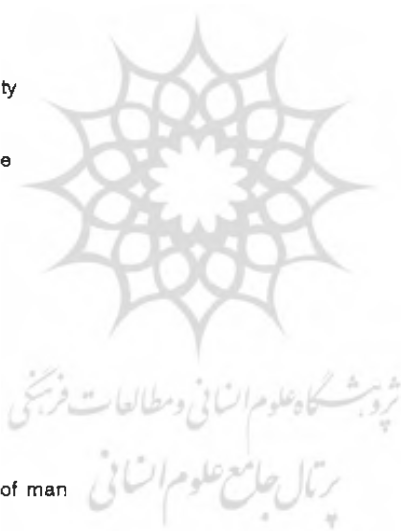 ty
e
پژوهشگاه علوم انسانی و مطالعات فرهنگی
of man
پرتال جامع علوم انسانی